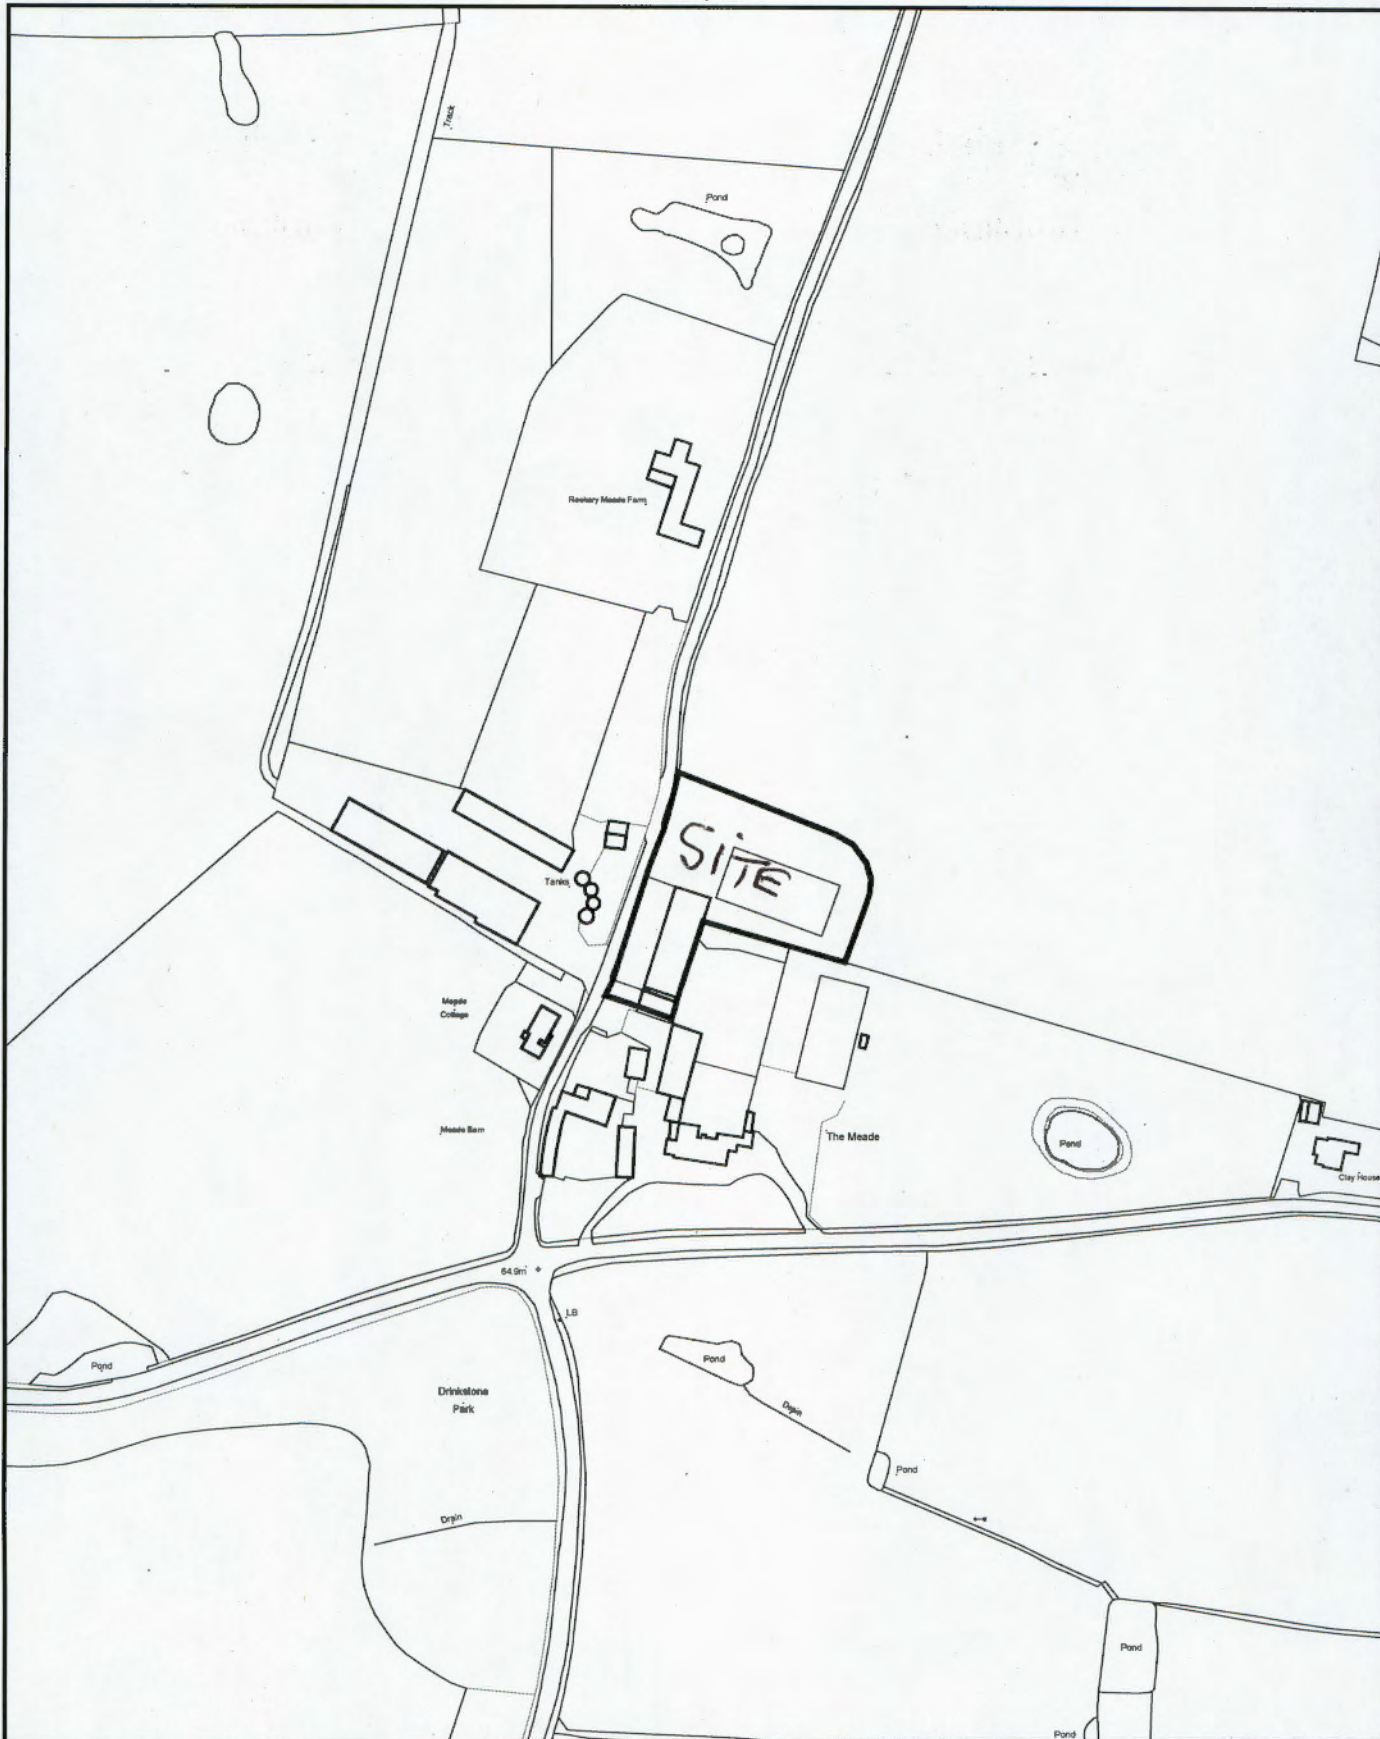 Track
Pond
Rookery Meade Farm
SiTE
Tanks
Meade
Cottage
Meade Barn
The Meade
Pond
Clay House
64.9m
LB
Pond
Pond
Drinkstone
Park
Drain
Pond
Drain
Pond
Pond